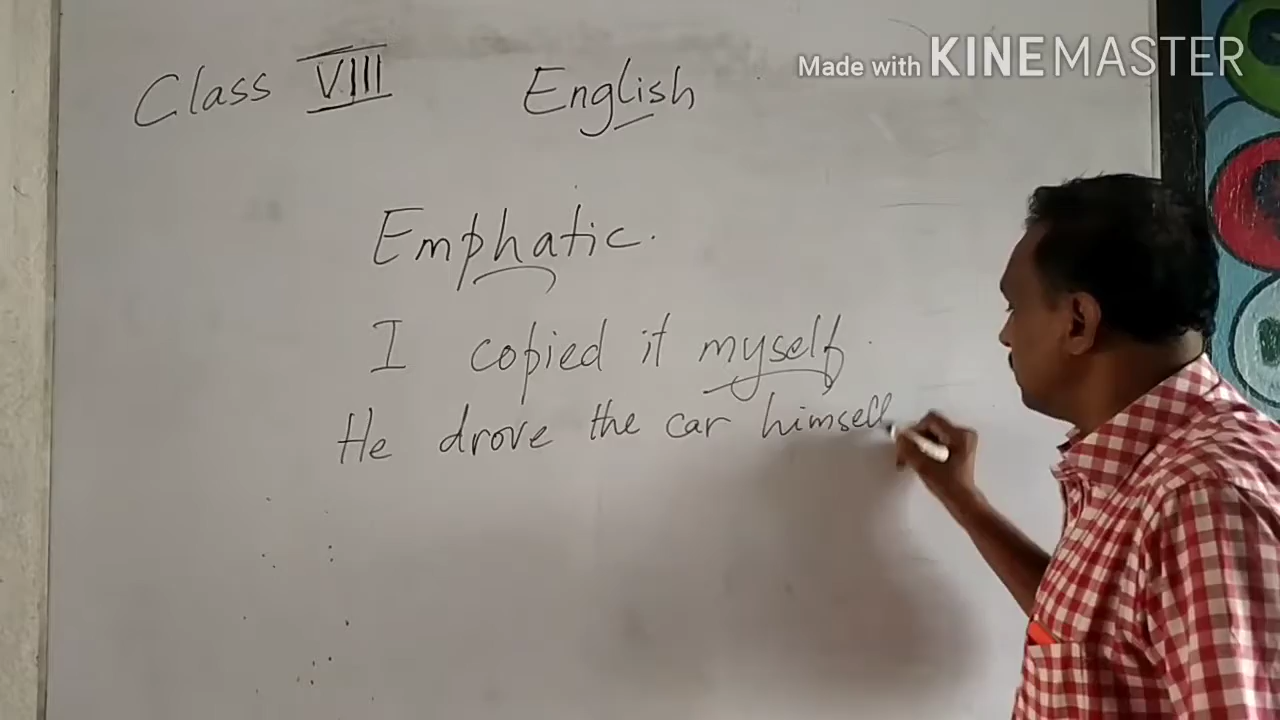 Class VIII English
Made with KINEMASTER
Emphatic.
I copied it myself.
He drove the car himself